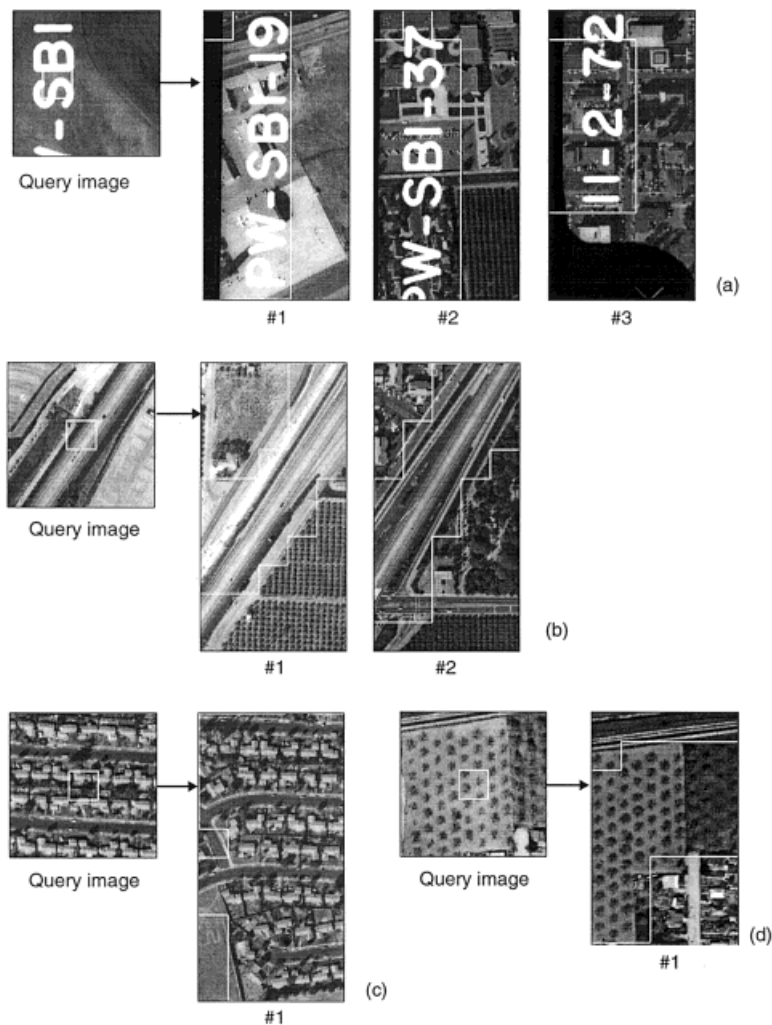 V-SBI
Query image
PW-SBI-19
#1
PW-SBI-37
#2
11-2-72
#3
(a)
Query image
#1
#2
(b)
Query image
#1
(c)
Query image
#1
(d)